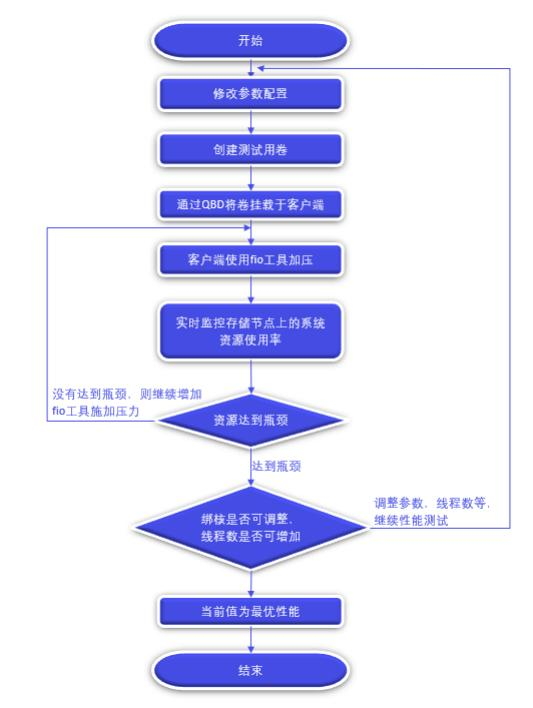 开始
修改参数配置
创建测试用卷
通过QBD将卷挂载于客户端
客户端使用fio工具加压
实时监控存储节点上的系统
资源使用率
没有达到瓶颈，则继续增加
fio工具施加压力
资源达到瓶颈
达到瓶颈
绑核是否可调整、
线程数是否可增加
调整参数、线程数等，
继续性能测试
当前值为最优性能
结束